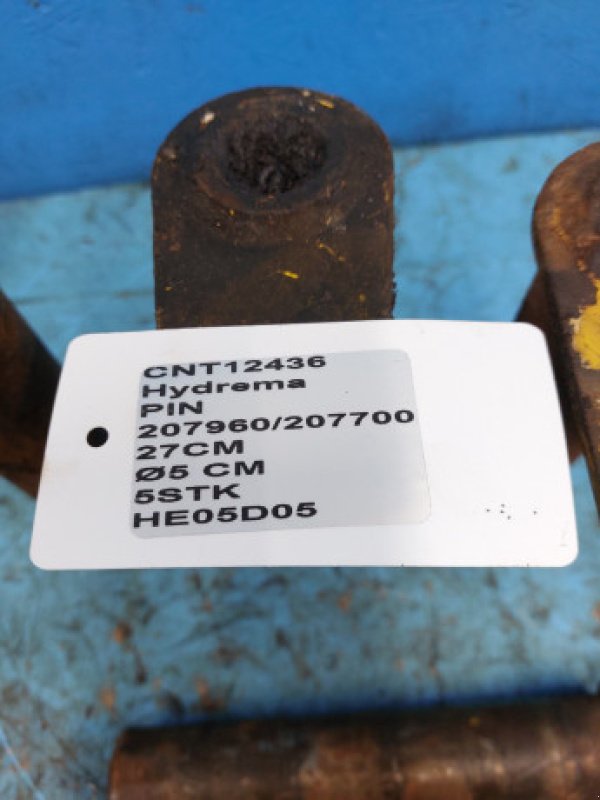 CNT12436
Hydrema
PIN
207960/207700
27CM
Ø5 CM
5STK
HE05D05